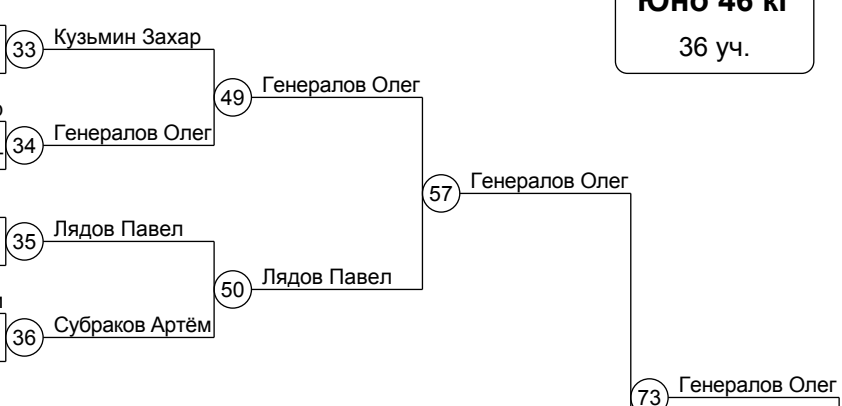 Юно 46 кг
36 уч.
33 Кузьмин Захар
49 Генералов Олег
34 Генералов Олег
57 Генералов Олег
35 Лядов Павел
50 Лядов Павел
36 Субраков Артём
73 Генералов Олег